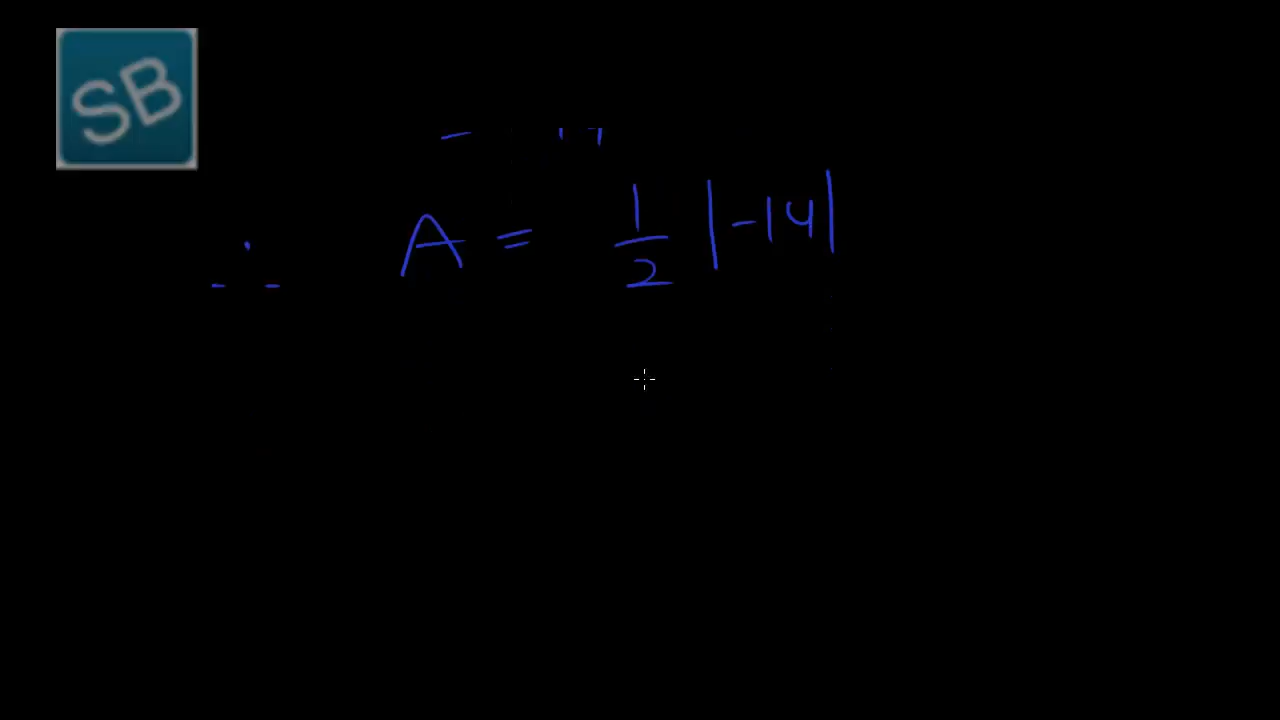 SB
∴ A = 1/2 |-14|